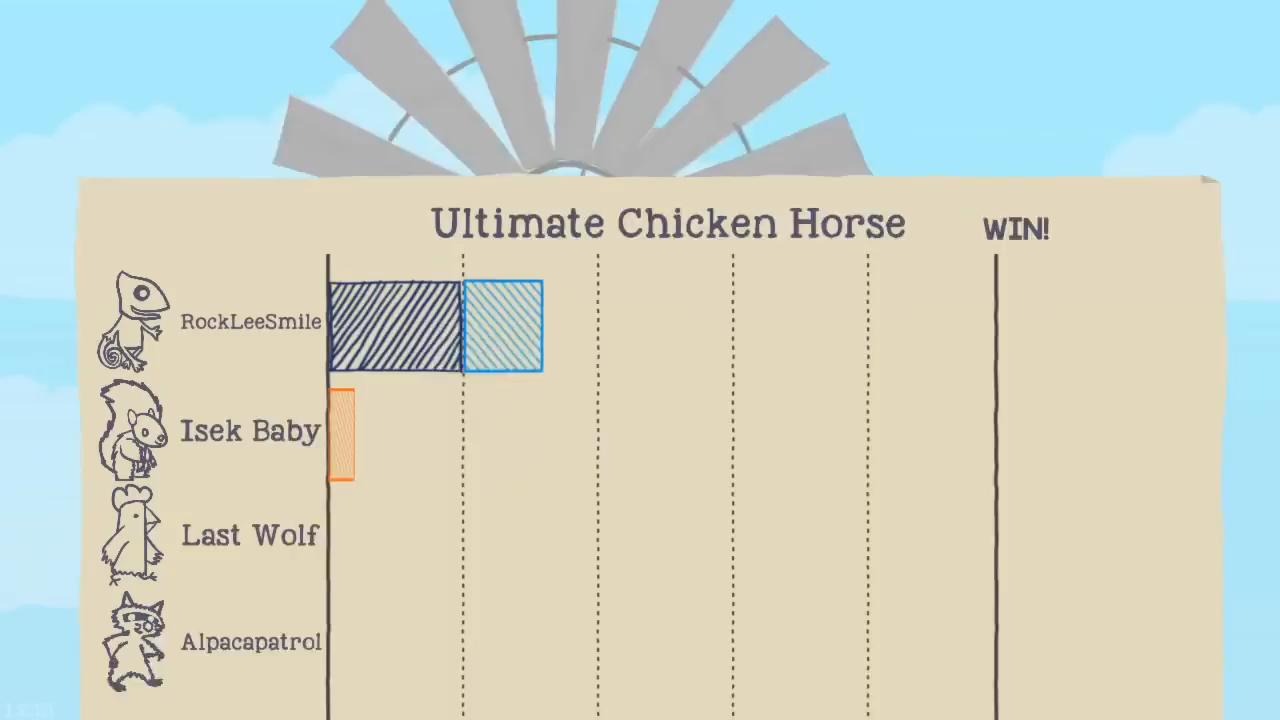 Ultimate Chicken Horse
WIN!
RockLeeSmile
Isek Baby
Last Wolf
Alpacapatrol